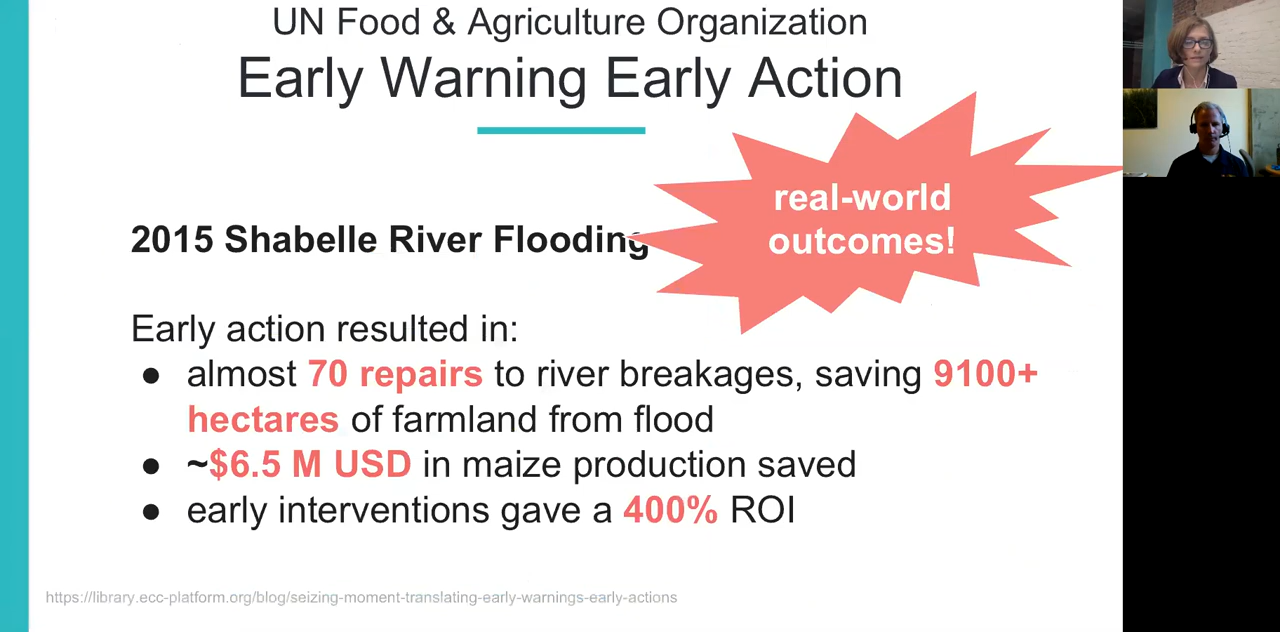 UN Food & Agriculture Organization
Early Warning Early Action
real-world
outcomes!
2015 Shabelle River Flooding
Early action resulted in:
● almost 70 repairs to river breakages, saving 9100+
hectares of farmland from flood
● ~$6.5 M USD in maize production saved
● early interventions gave a 400% ROI
https://library.ecc-platform.org/blog/seizing-moment-translating-early-warnings-early-actions